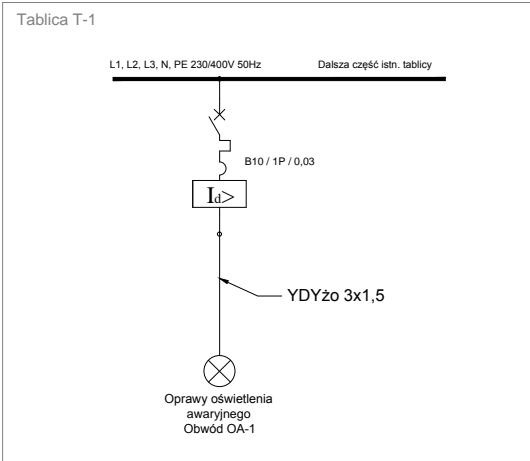 Tablica T-1
L1, L2, L3, N, PE 230/400V 50Hz
Dalsza część istn. tablicy
B10 / 1P / 0,03
Id>
YDYżo 3x1,5
Oprawy oświetlenia
awaryjnego
Obwód OA-1